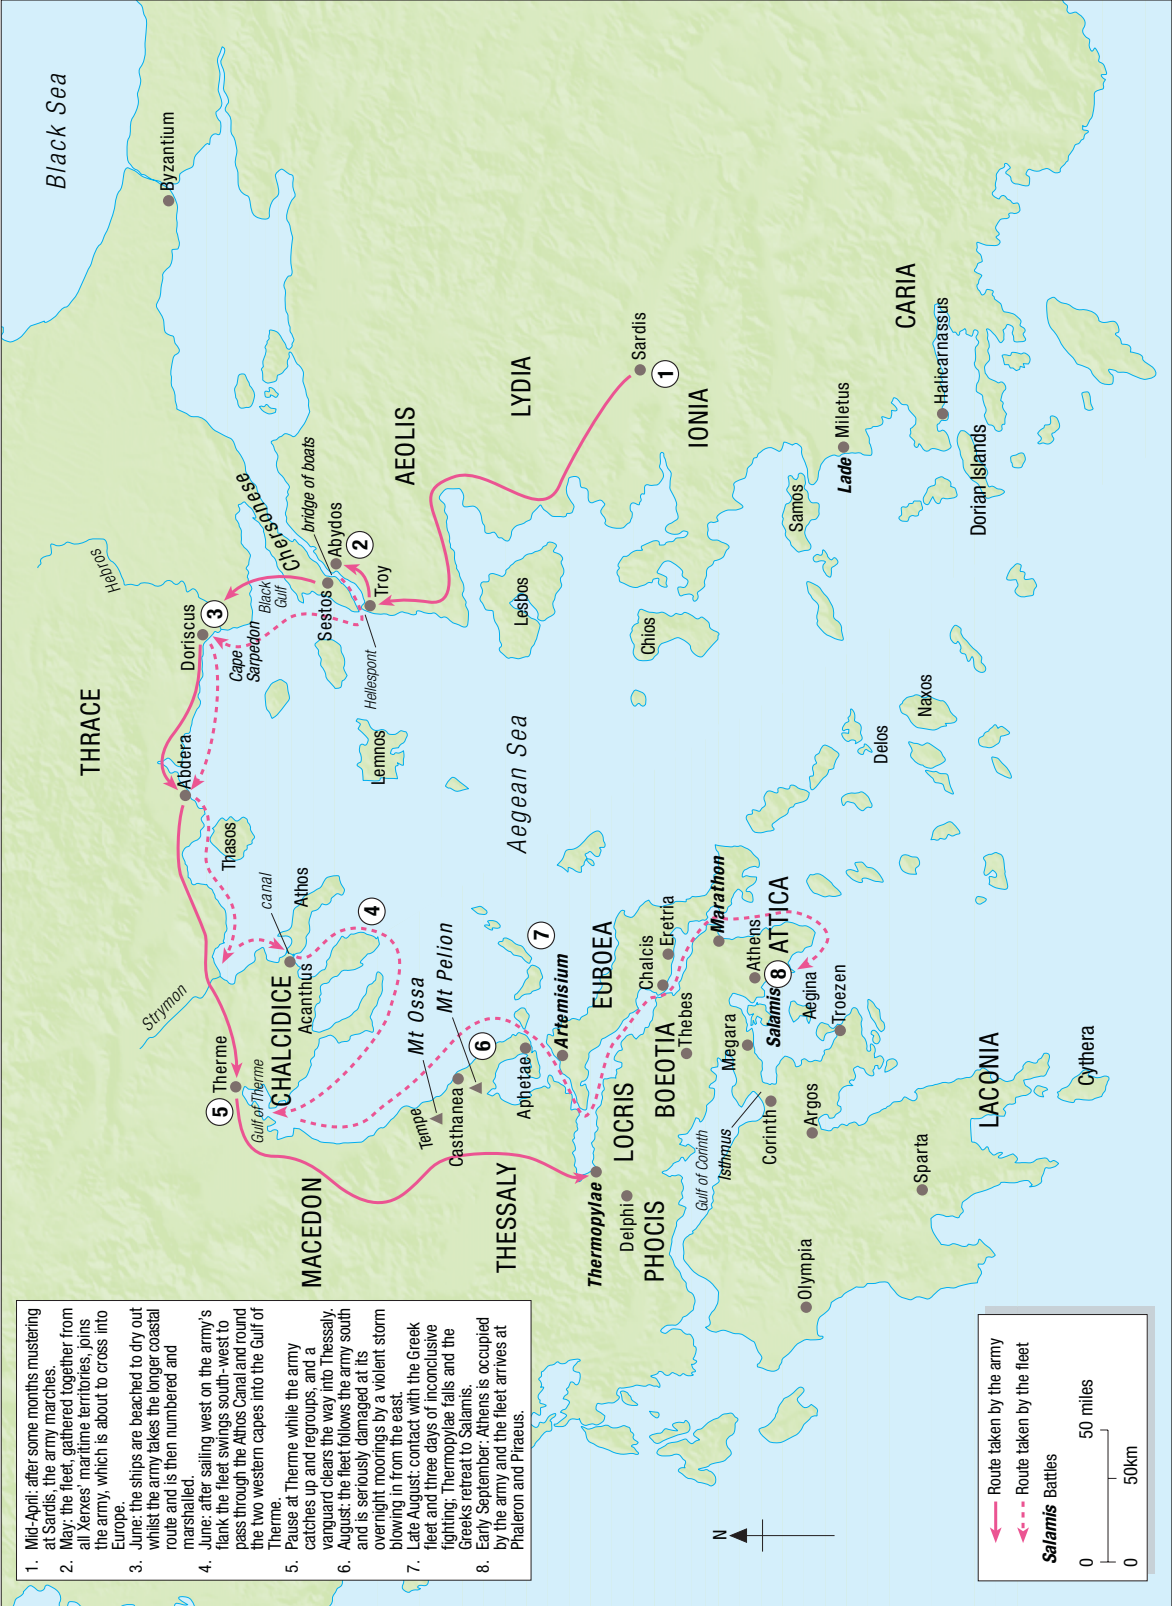 1. Mid-April: after some months mustering
at Sardis, the army marches.
2. May: the fleet, gathered together from
all Xerxes’ maritime territories, joins
the army, which is about to cross into
Europe.
3. June: the ships are beached to dry out
whilst the army takes the longer coastal
route and is then numbered and
marshalled.
4. June: after sailing west on the army’s
flank the fleet swings south-west to
pass through the Athos Canal and round
the two western capes into the Gulf of
Therme.
5. Pause at Therme while the army
catches up and regroups, and a
vanguard clears the way into Thessaly.
6. August: the fleet follows the army south
and is seriously damaged at its
overnight moorings by a violent storm
blowing in from the east.
7. Late August: contact with the Greek
fleet and three days of inconclusive
fighting; Thermopylae falls and the
Greeks retreat to Salamis.
8. Early September: Athens is occupied
by the army and the fleet arrives at
Phaleron and Piraeus.
Black Sea
Byzantium
THRACE
Hebros
Doriscus
3
Cape
Sarpedon
Black
Gulf
Chersonese
bridge of boats
Sestos
Abydos
2
Troy
Hellespont
Abdera
Thasos
Strymon
canal
Athos
Acanthus
4
CHALCIDICE
Therme
5
Gulf of Therme
MACEDON
Lemnos
AEOLIS
LYDIA
Sardis
1
IONIA
Aegean Sea
Lesbos
Chios
Mt Ossa
Mt Pelion
Tempe
Casthanea
6
Aphetae
7
Artemisium
THESSALY
Thermopylae
Delphi
PHOCIS
LOCRIS
BOEOTIA
EUBOEA
Chalcis
Eretria
Thebes
Marathon
Athens
ATTICA
8
Salamis
Megara
Aegina
Troezen
Gulf of Corinth
Isthmus
Corinth
Argos
Olympia
Sparta
LACONIA
Cythera
Samos
Lade
Miletus
CARIA
Halicarnassus
Dorian Islands
Delos
Naxos
N
Route taken by the army
Route taken by the fleet
Salamis Battles
0 50 miles
0 50km